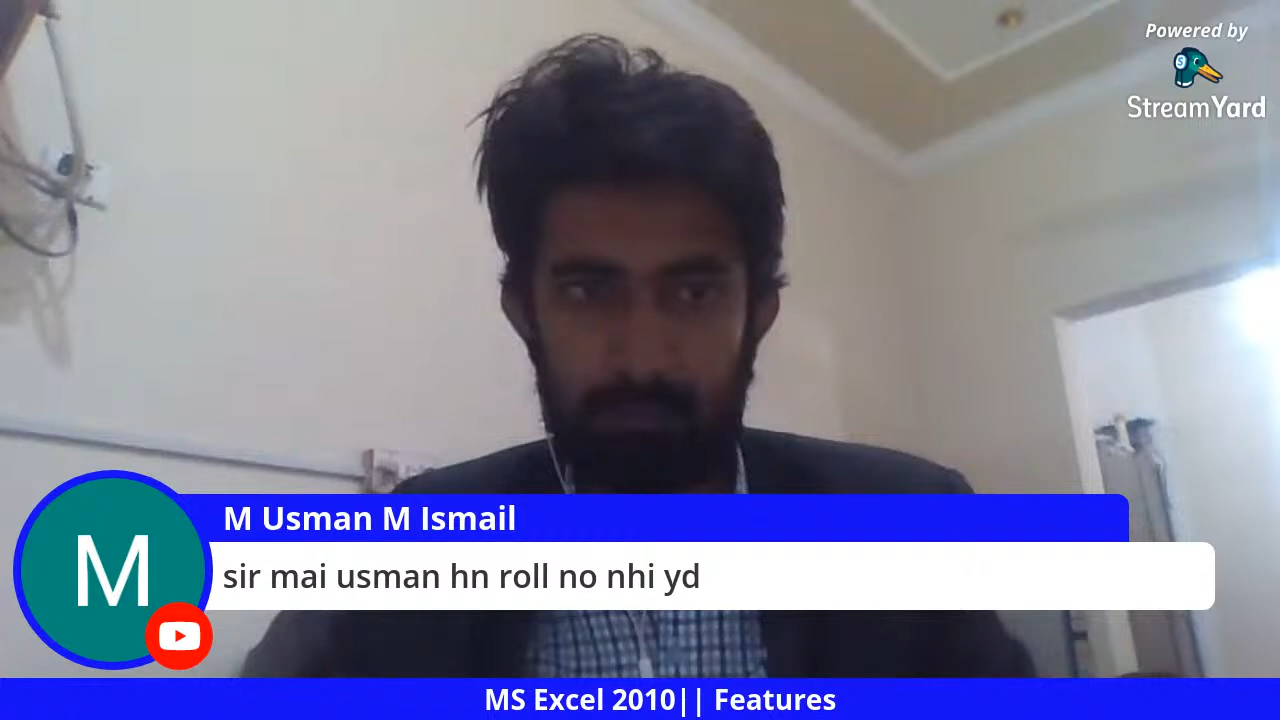 Powered by
StreamYard
M
M Usman M Ismail
sir mai usman hn roll no nhi yd
MS Excel 2010|| Features